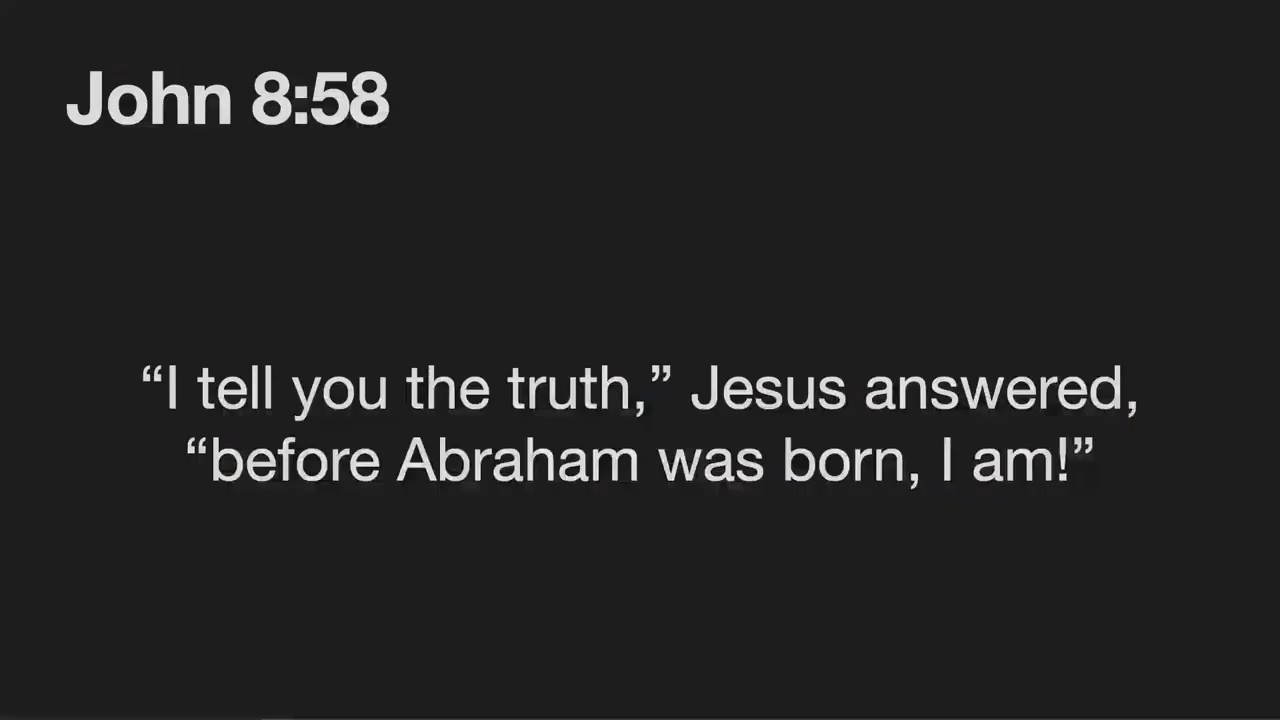 John 8:58
“I tell you the truth,” Jesus answered,
“before Abraham was born, I am!”